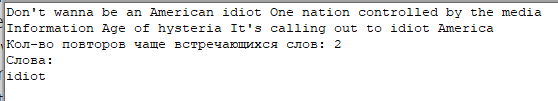 Don't wanna be an American idiot One nation controlled by the media
Information Age of hysteria It's calling out to idiot America
Кол-во повторов чаще встречающихся слов: 2
Слова:
idiot